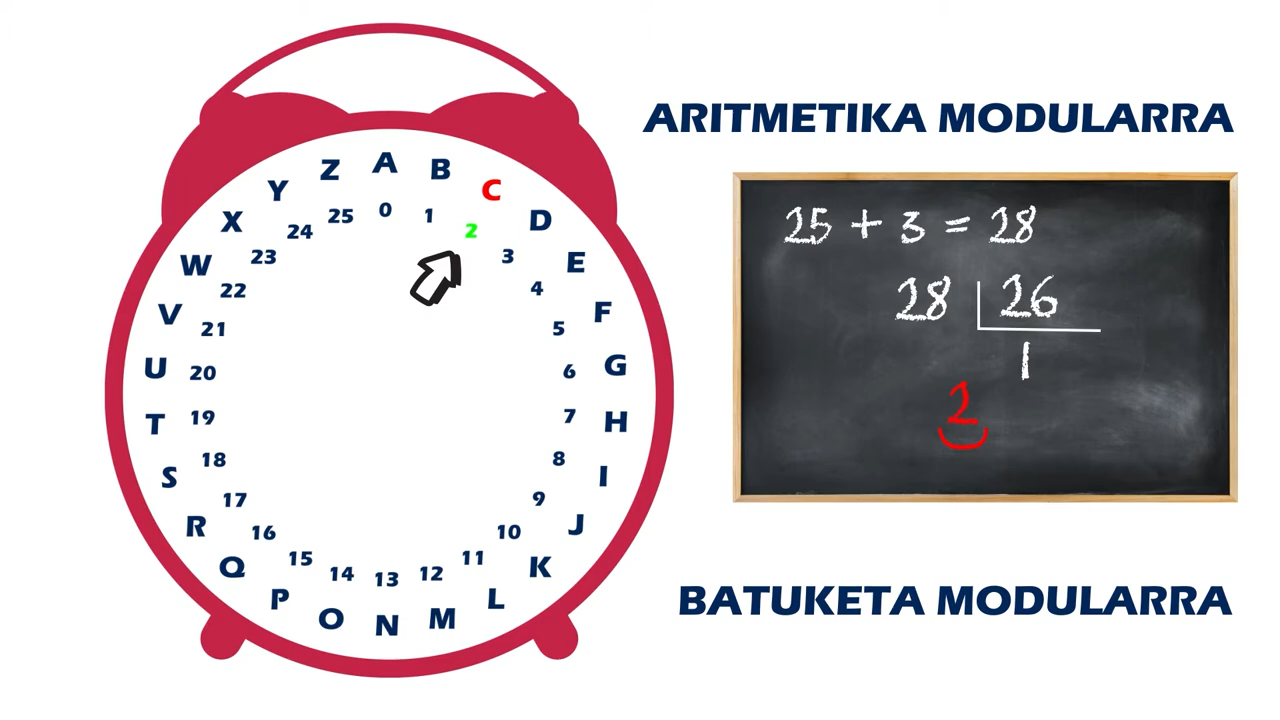 ARITMETIKA MODULARRA
25 + 3 = 28
28 26
1
2
BATUKETA MODULARRA
A B C D E F G H I J K L M N O P Q R S T U V W X Y Z
0 1 2 3 4 5 6 7 8 9 10 11 12 13 14 15 16 17 18 19 20 21 22 23 24 25